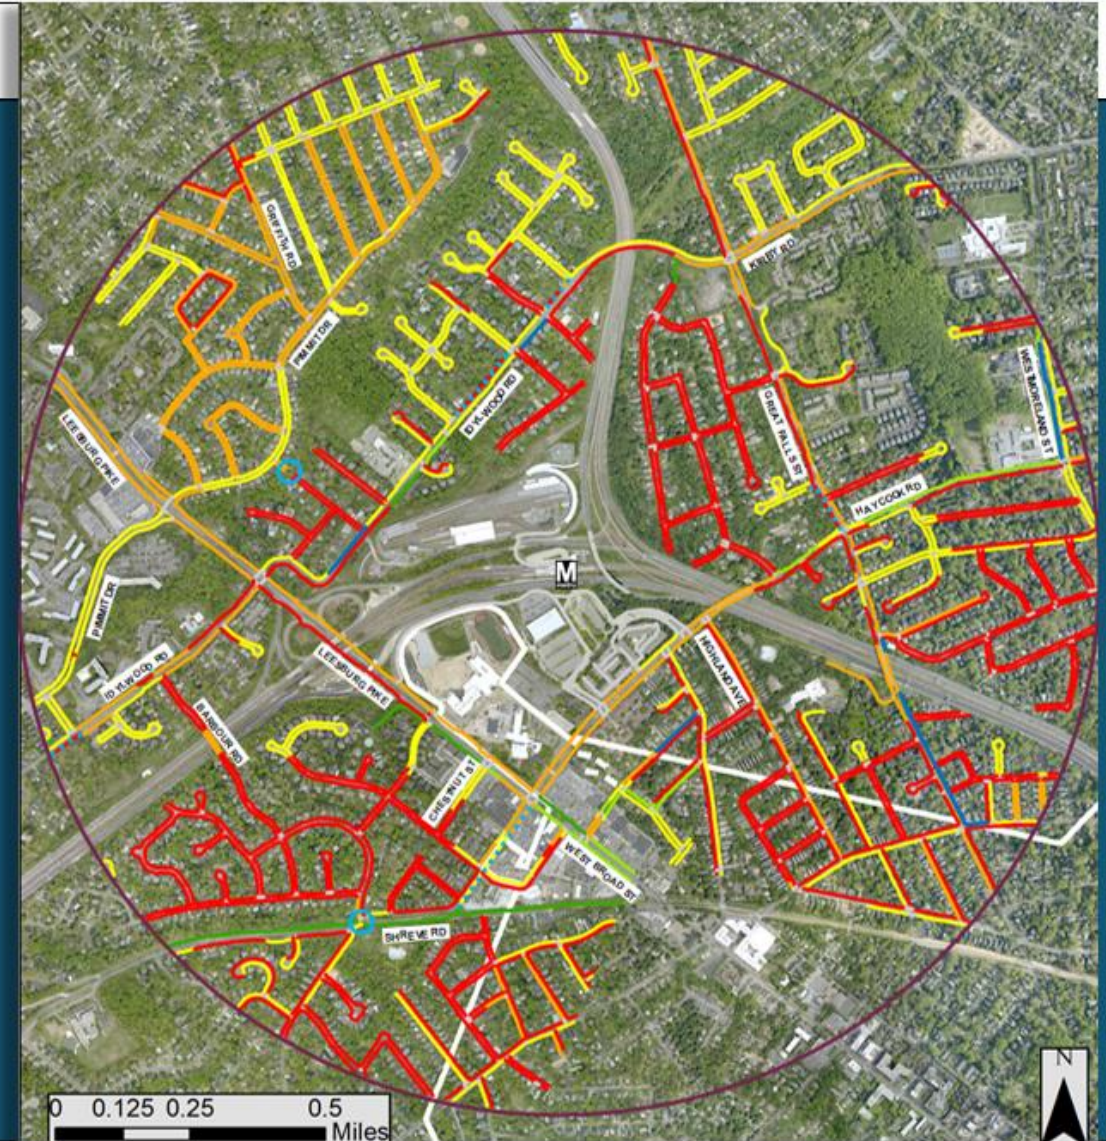 GRIFFITH RD
KIRBY RD
PIMMIT DR
WESTMORELAND ST
IDYLWOOD RD
LEESBURG PIKE
GREAT FALLS ST
HAYCOCK RD
M
PIMMIT DR
IDYLWOOD RD
LEESBURG PIKE
HIGHLAND AVE
BARBOUR RD
CHESTNUT ST
WEST BROAD ST
SHREVE RD
N
0 0.125 0.25 0.5
Miles